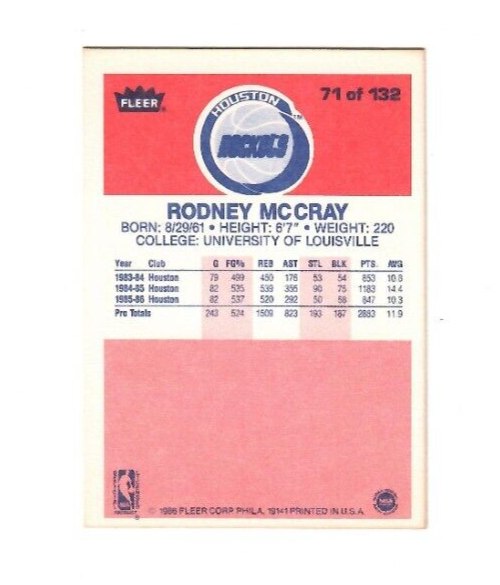 FLEER
71 of 132
HOUSTON
ROCKETS
TM
RODNEY MC CRAY
BORN: 8/29/61 • HEIGHT: 6'7" • WEIGHT: 220
COLLEGE: UNIVERSITY OF LOUISVILLE
Year Club G FG% REB AST STL BLK PTS. AVG
1983-84 Houston 79 499 450 176 53 54 853 10.8
1984-85 Houston 82 535 539 355 90 75 1183 14.4
1985-86 Houston 82 537 520 292 50 58 847 10.3
Pro Totals 243 524 1509 823 193 187 2883 11.9
© 1986 FLEER CORP. PHILA. 19141 PRINTED IN U.S.A.